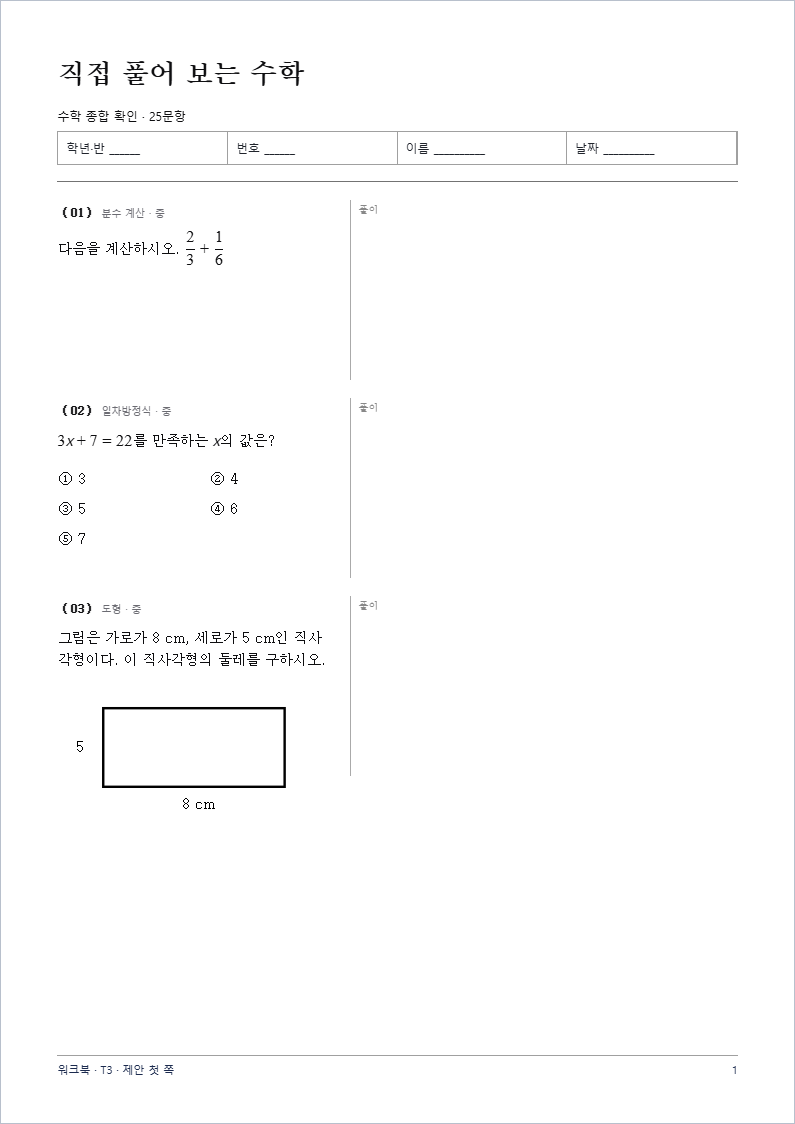 직접 풀어 보는 수학
수학 종합 확인 · 25문항
학년·반 ______ 번호 ______ 이름 __________ 날짜 __________
(01) 분수 계산 · 중
풀이
다음을 계산하시오. 2/3 + 1/6
(02) 일차방정식 · 중
풀이
3x + 7 = 22를 만족하는 x의 값은?
① 3 ② 4
③ 5 ④ 6
⑤ 7
(03) 도형 · 중
풀이
그림은 가로가 8 cm, 세로가 5 cm인 직사
각형이다. 이 직사각형의 둘레를 구하시오.
5
8 cm
워크북 · T3 · 제안 첫 쪽 1